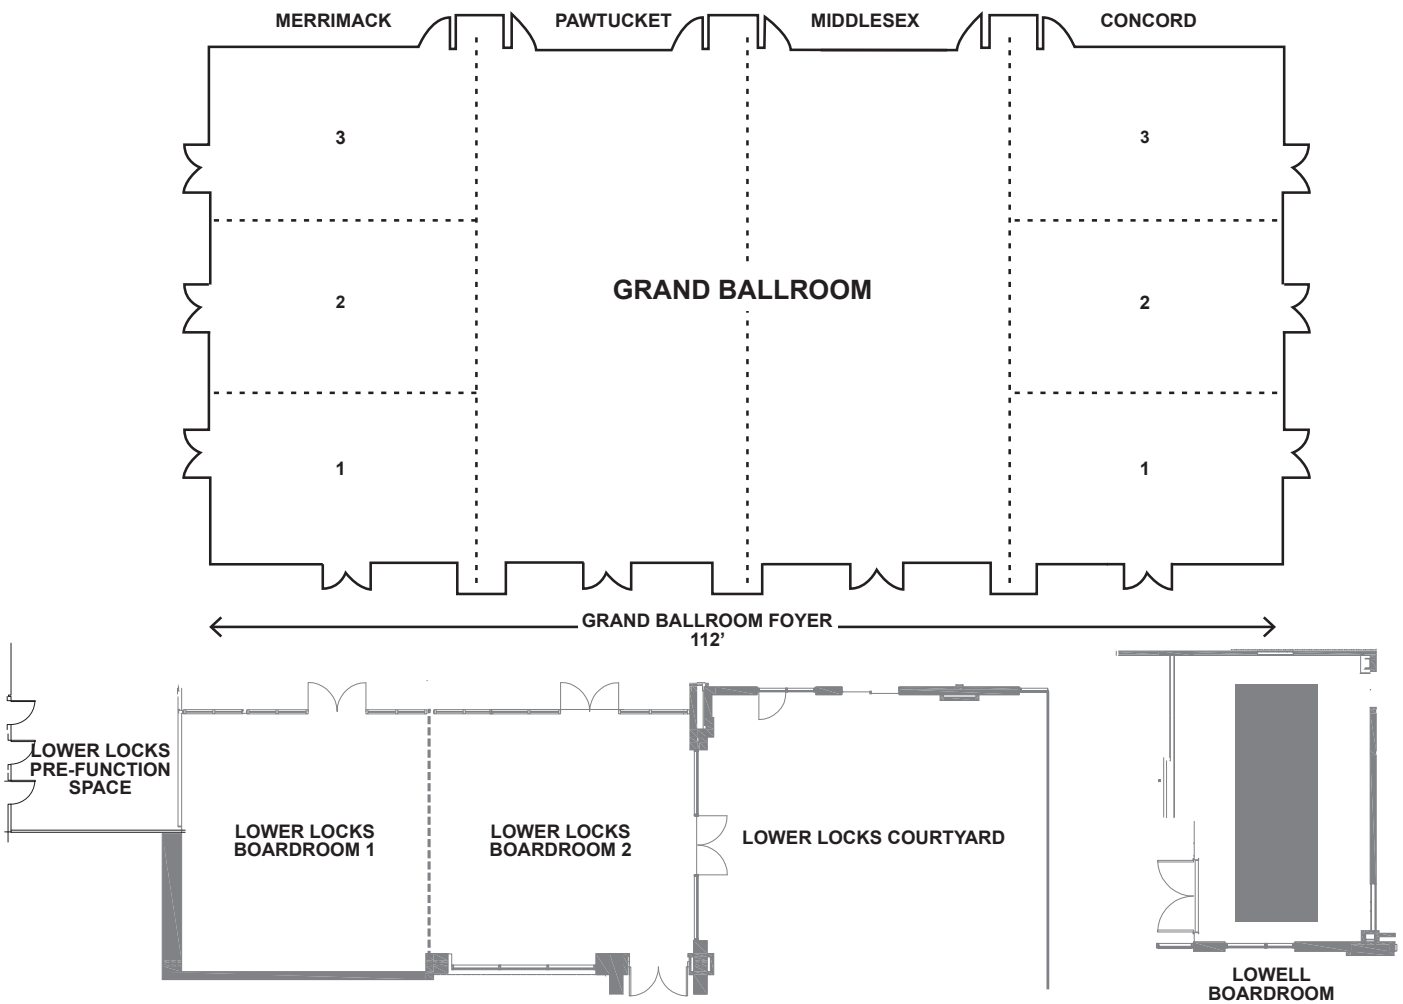 MERRIMACK
PAWTUCKET
MIDDLESEX
CONCORD
3
3
GRAND BALLROOM
2
2
1
1
GRAND BALLROOM FOYER
112’
LOWER LOCKS
PRE-FUNCTION
SPACE
LOWER LOCKS
BOARDROOM 1
LOWER LOCKS
BOARDROOM 2
LOWER LOCKS COURTYARD
LOWELL
BOARDROOM